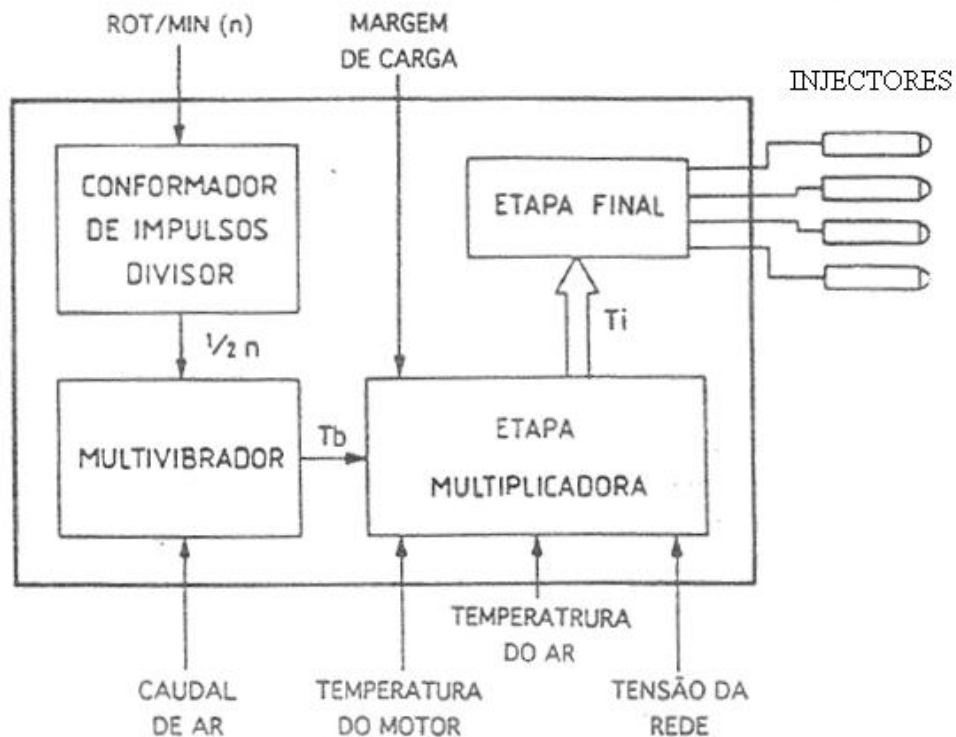 ROT/MIN (n)
MARGEM
DE CARGA
INJECTORES
CONFORMADOR
DE IMPULSOS
DIVISOR
ETAPA FINAL
½ n
Ti
MULTIVIBRADOR
Tb
ETAPA
MULTIPLICADORA
CAUDAL
DE AR
TEMPERATURA
DO MOTOR
TEMPERATRURA
DO AR
TENSÃO DA
REDE